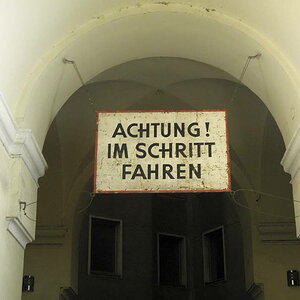 ACHTUNG!
IM SCHRITT
FAHREN